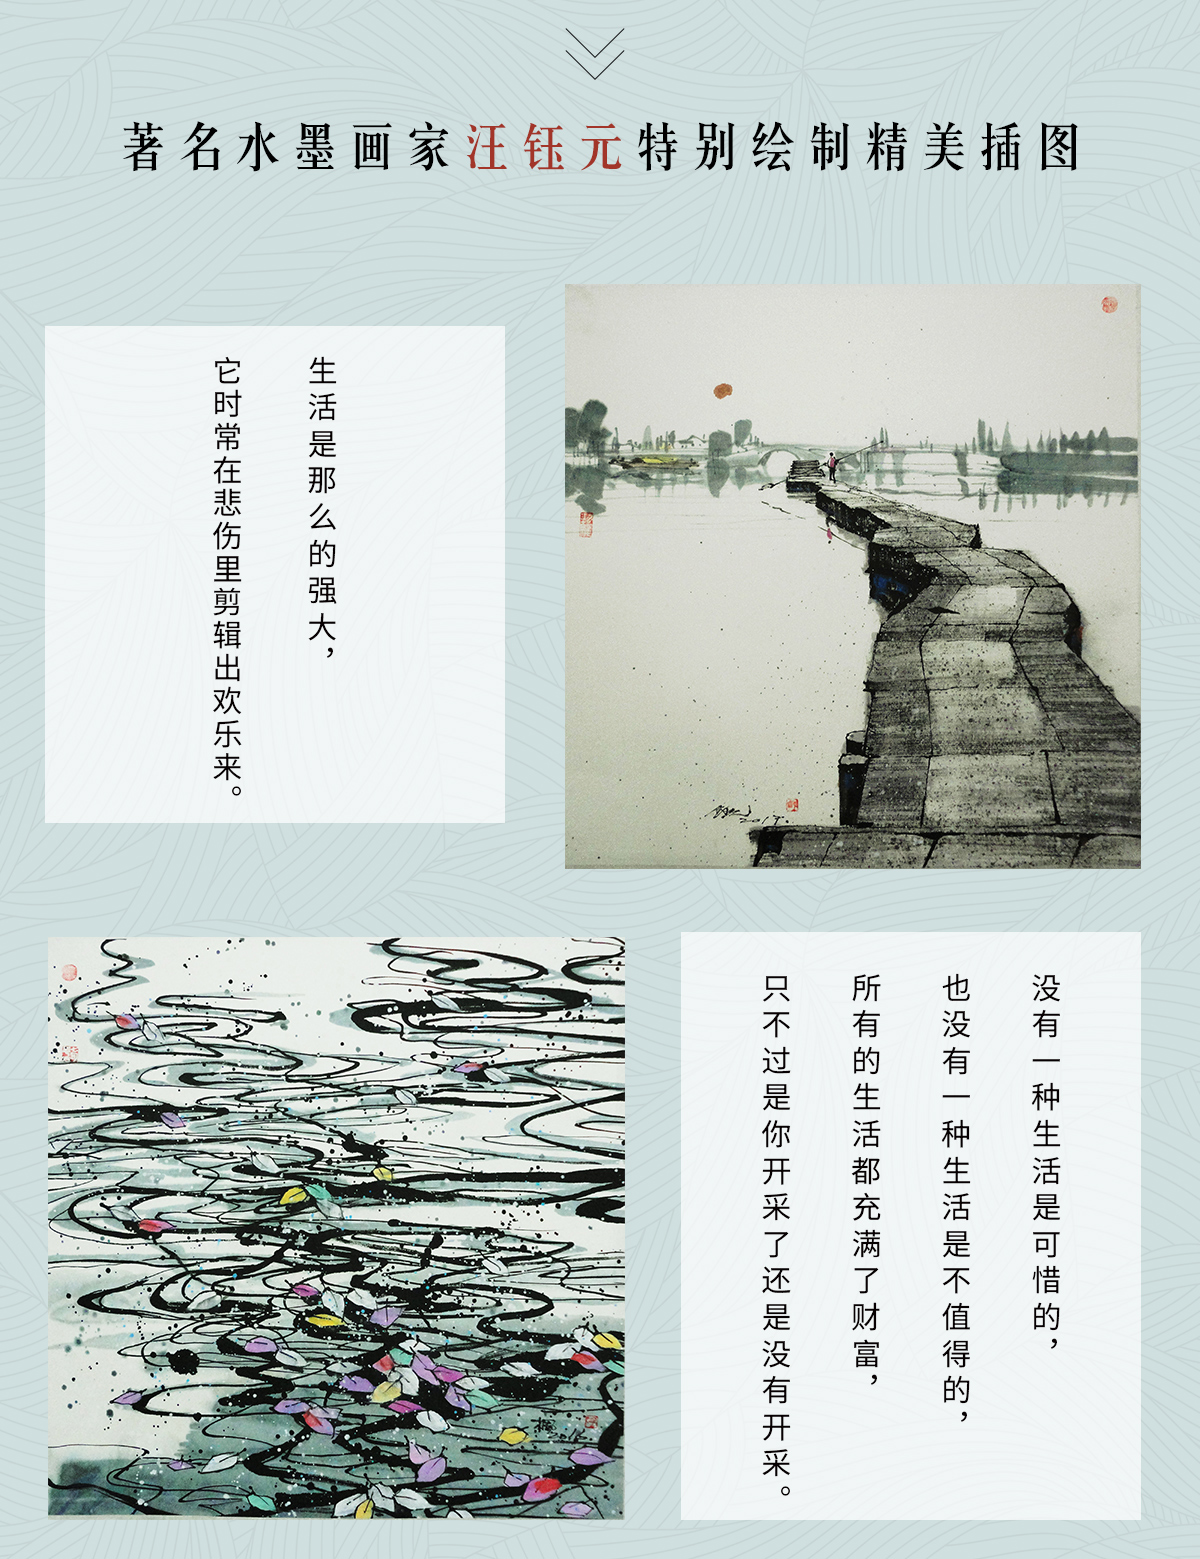 著名水墨画家汪钰元特别绘制精美插图
生活是那么的强大，
它时常在悲伤里剪辑出欢乐来。
没有一种生活是可惜的，
也没有一种生活是不值得的，
所有的生活都充满了财富，
只不过是你开采了还是没有开采。